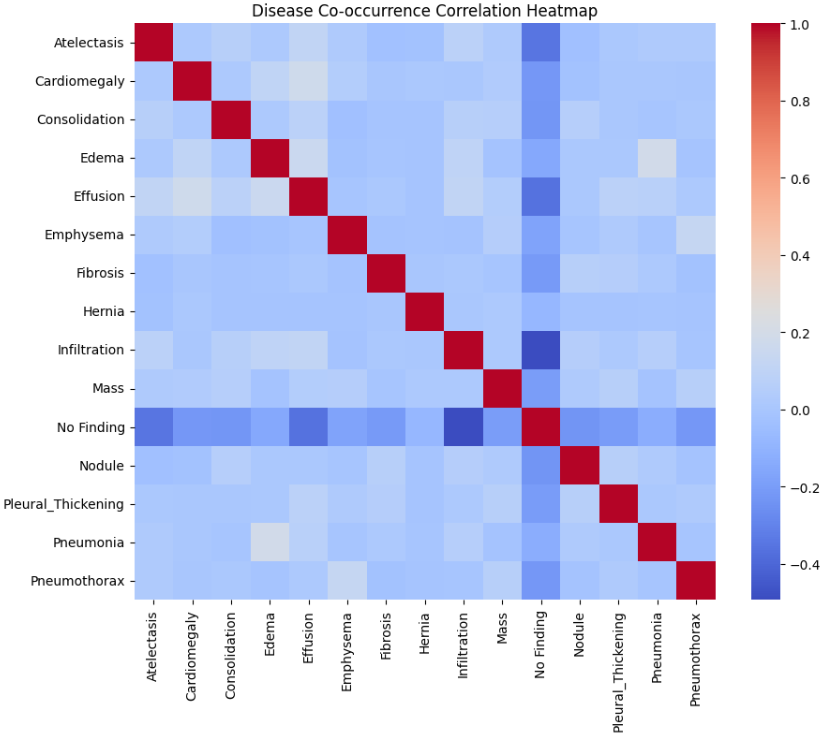 Disease Co-occurrence Correlation Heatmap
Atelectasis
Cardiomegaly
Consolidation
Edema
Effusion
Emphysema
Fibrosis
Hernia
Infiltration
Mass
No Finding
Nodule
Pleural_Thickening
Pneumonia
Pneumothorax
Atelectasis
Cardiomegaly
Consolidation
Edema
Effusion
Emphysema
Fibrosis
Hernia
Infiltration
Mass
No Finding
Nodule
Pleural_Thickening
Pneumonia
Pneumothorax
1.0
0.8
0.6
0.4
0.2
0.0
−0.2
−0.4